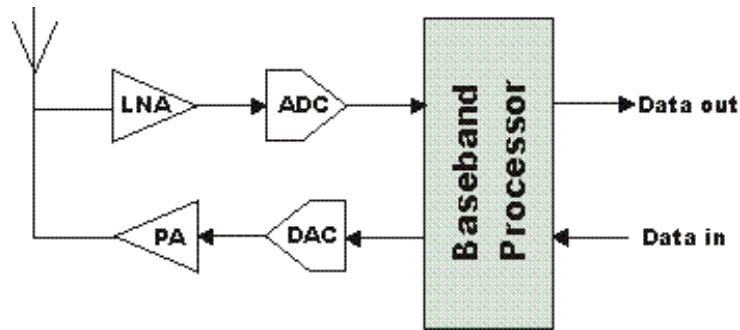 LNA
ADC
Baseband
Processor
Data out
PA
DAC
Data in